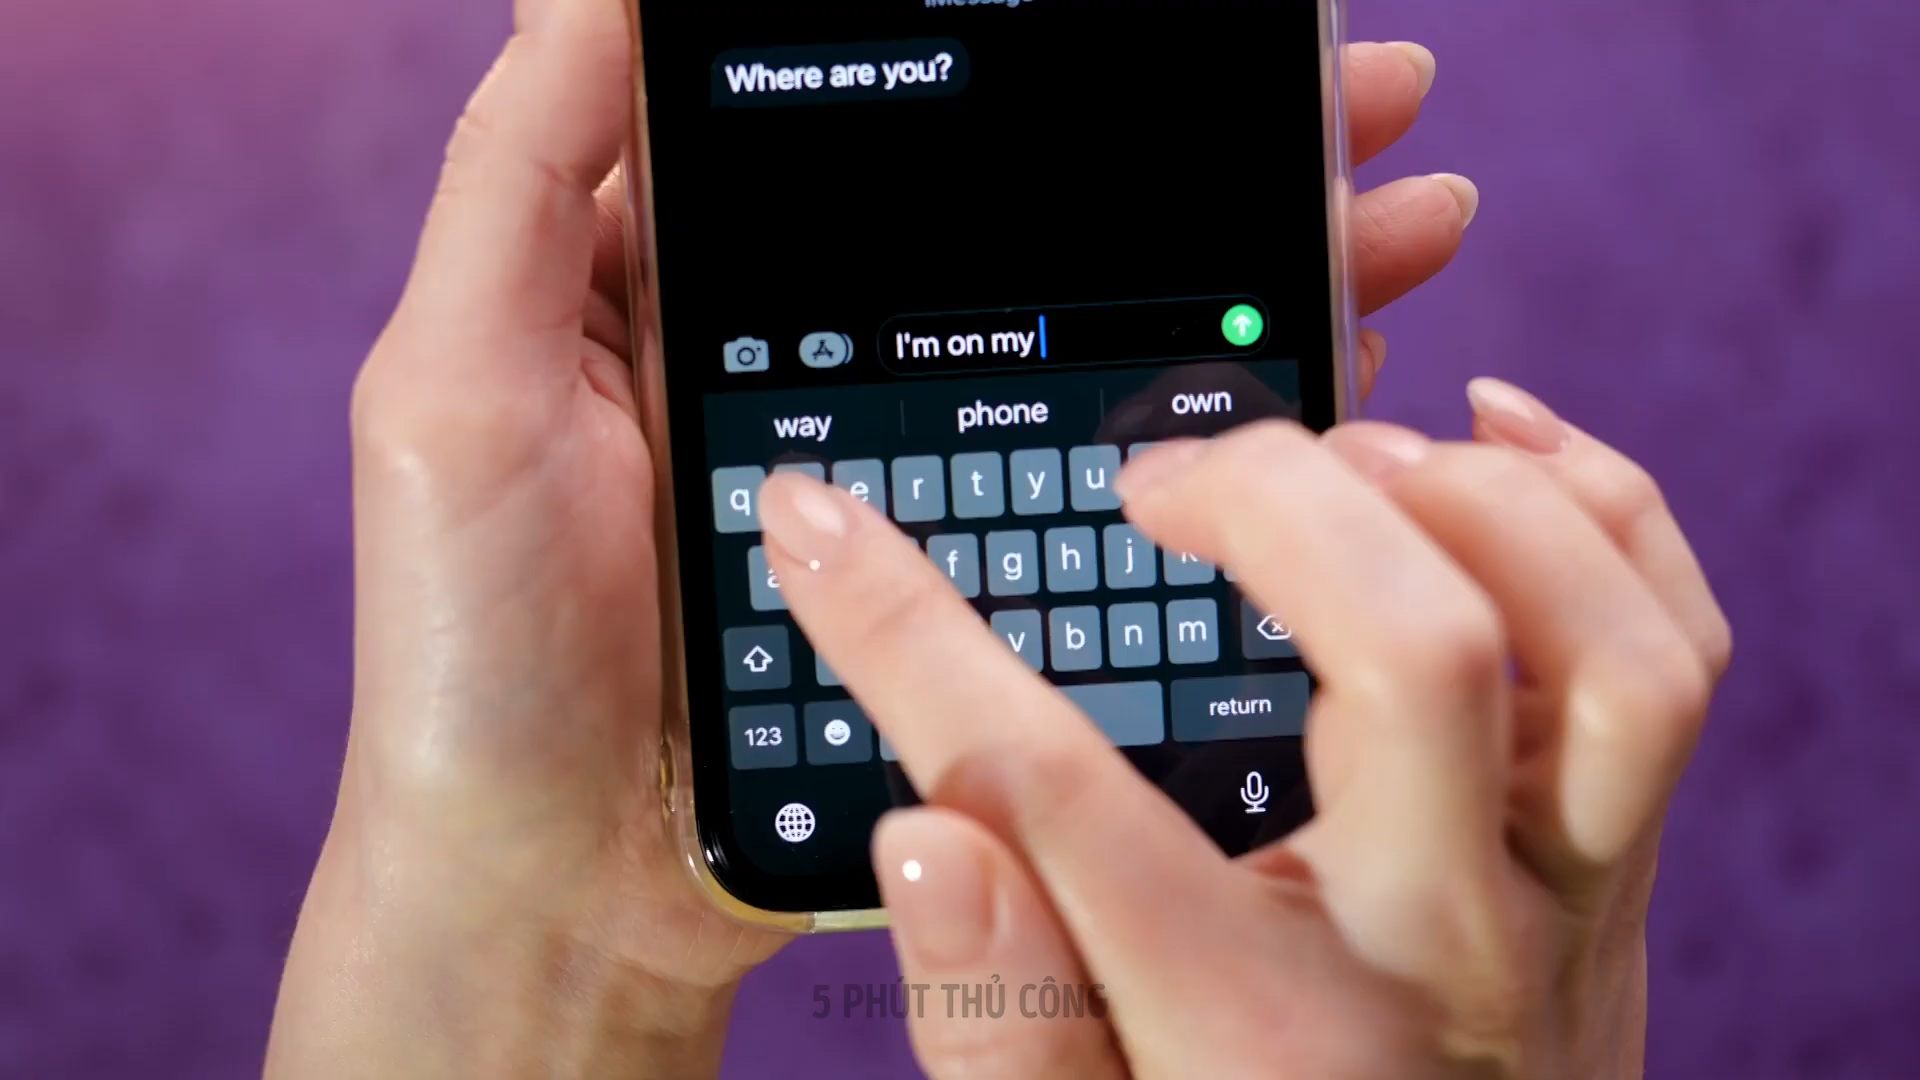 Where are you?
I'm on my
way phone own
q e r t y u
f g h j
v b n m
123 return
5 PHÚT THỦ CÔNG